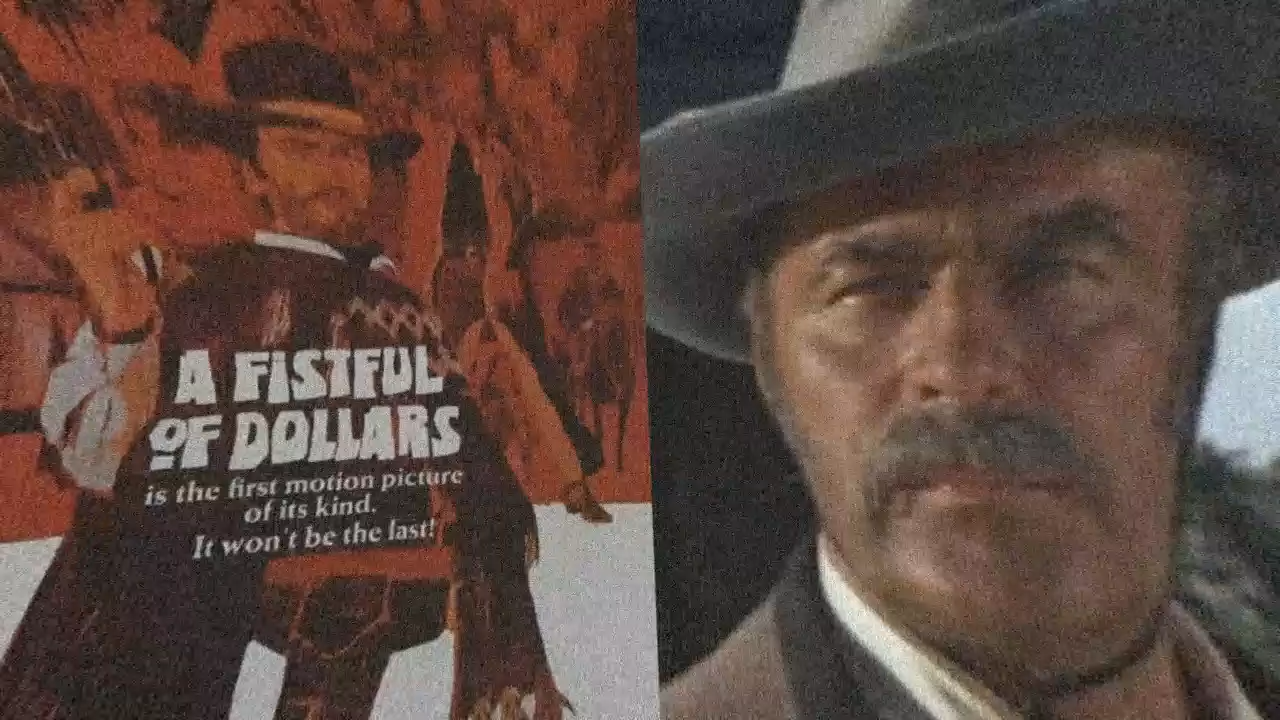 A FISTFUL
OF DOLLARS
is the first motion picture
of its kind.
It won't be the last!